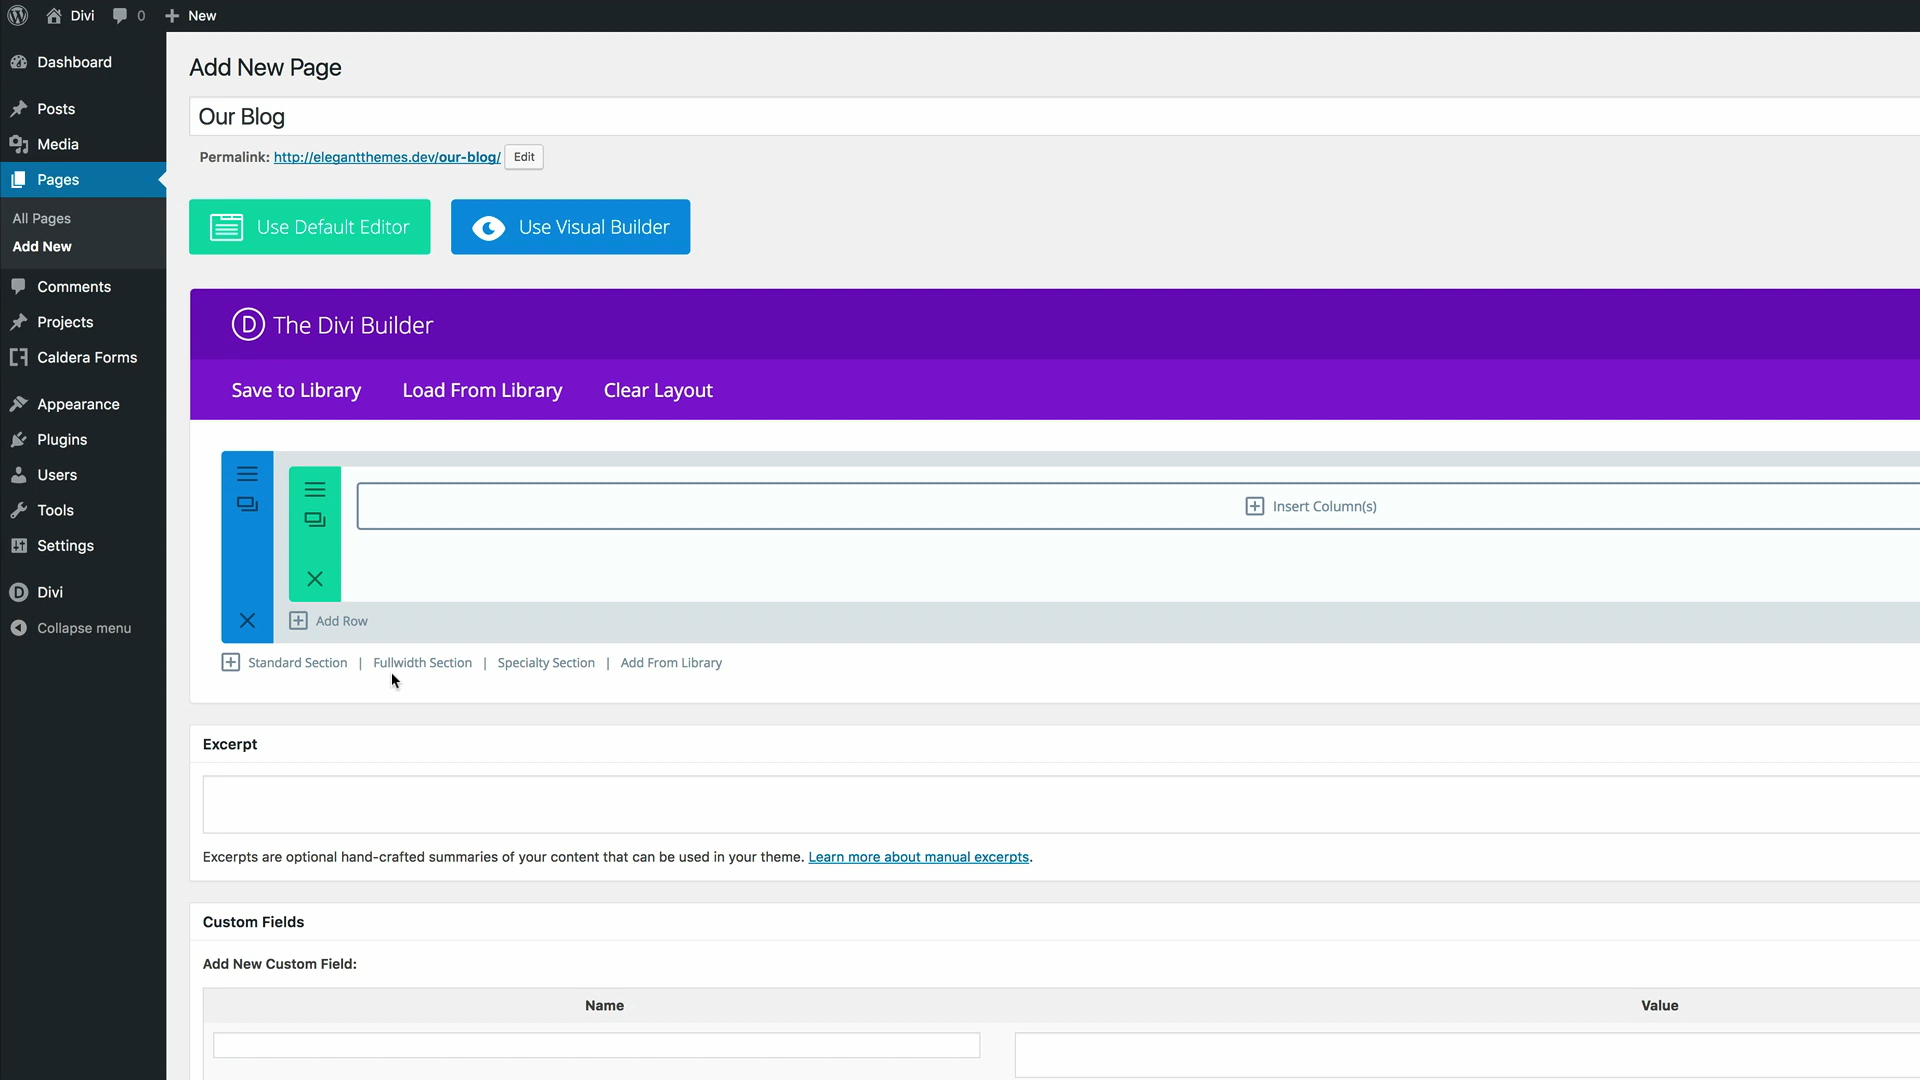 Divi 0 New
Dashboard
Posts
Media
Pages
All Pages
Add New
Comments
Projects
Caldera Forms
Appearance
Plugins
Users
Tools
Settings
Divi
Collapse menu
Add New Page
Our Blog
Permalink: http://elegantthemes.dev/our-blog/ Edit
Use Default Editor Use Visual Builder
D The Divi Builder
Save to Library Load From Library Clear Layout
Insert Column(s)
Add Row
Standard Section | Fullwidth Section | Specialty Section | Add From Library
Excerpt
Excerpts are optional hand-crafted summaries of your content that can be used in your theme. Learn more about manual excerpts.
Custom Fields
Add New Custom Field:
Name Value